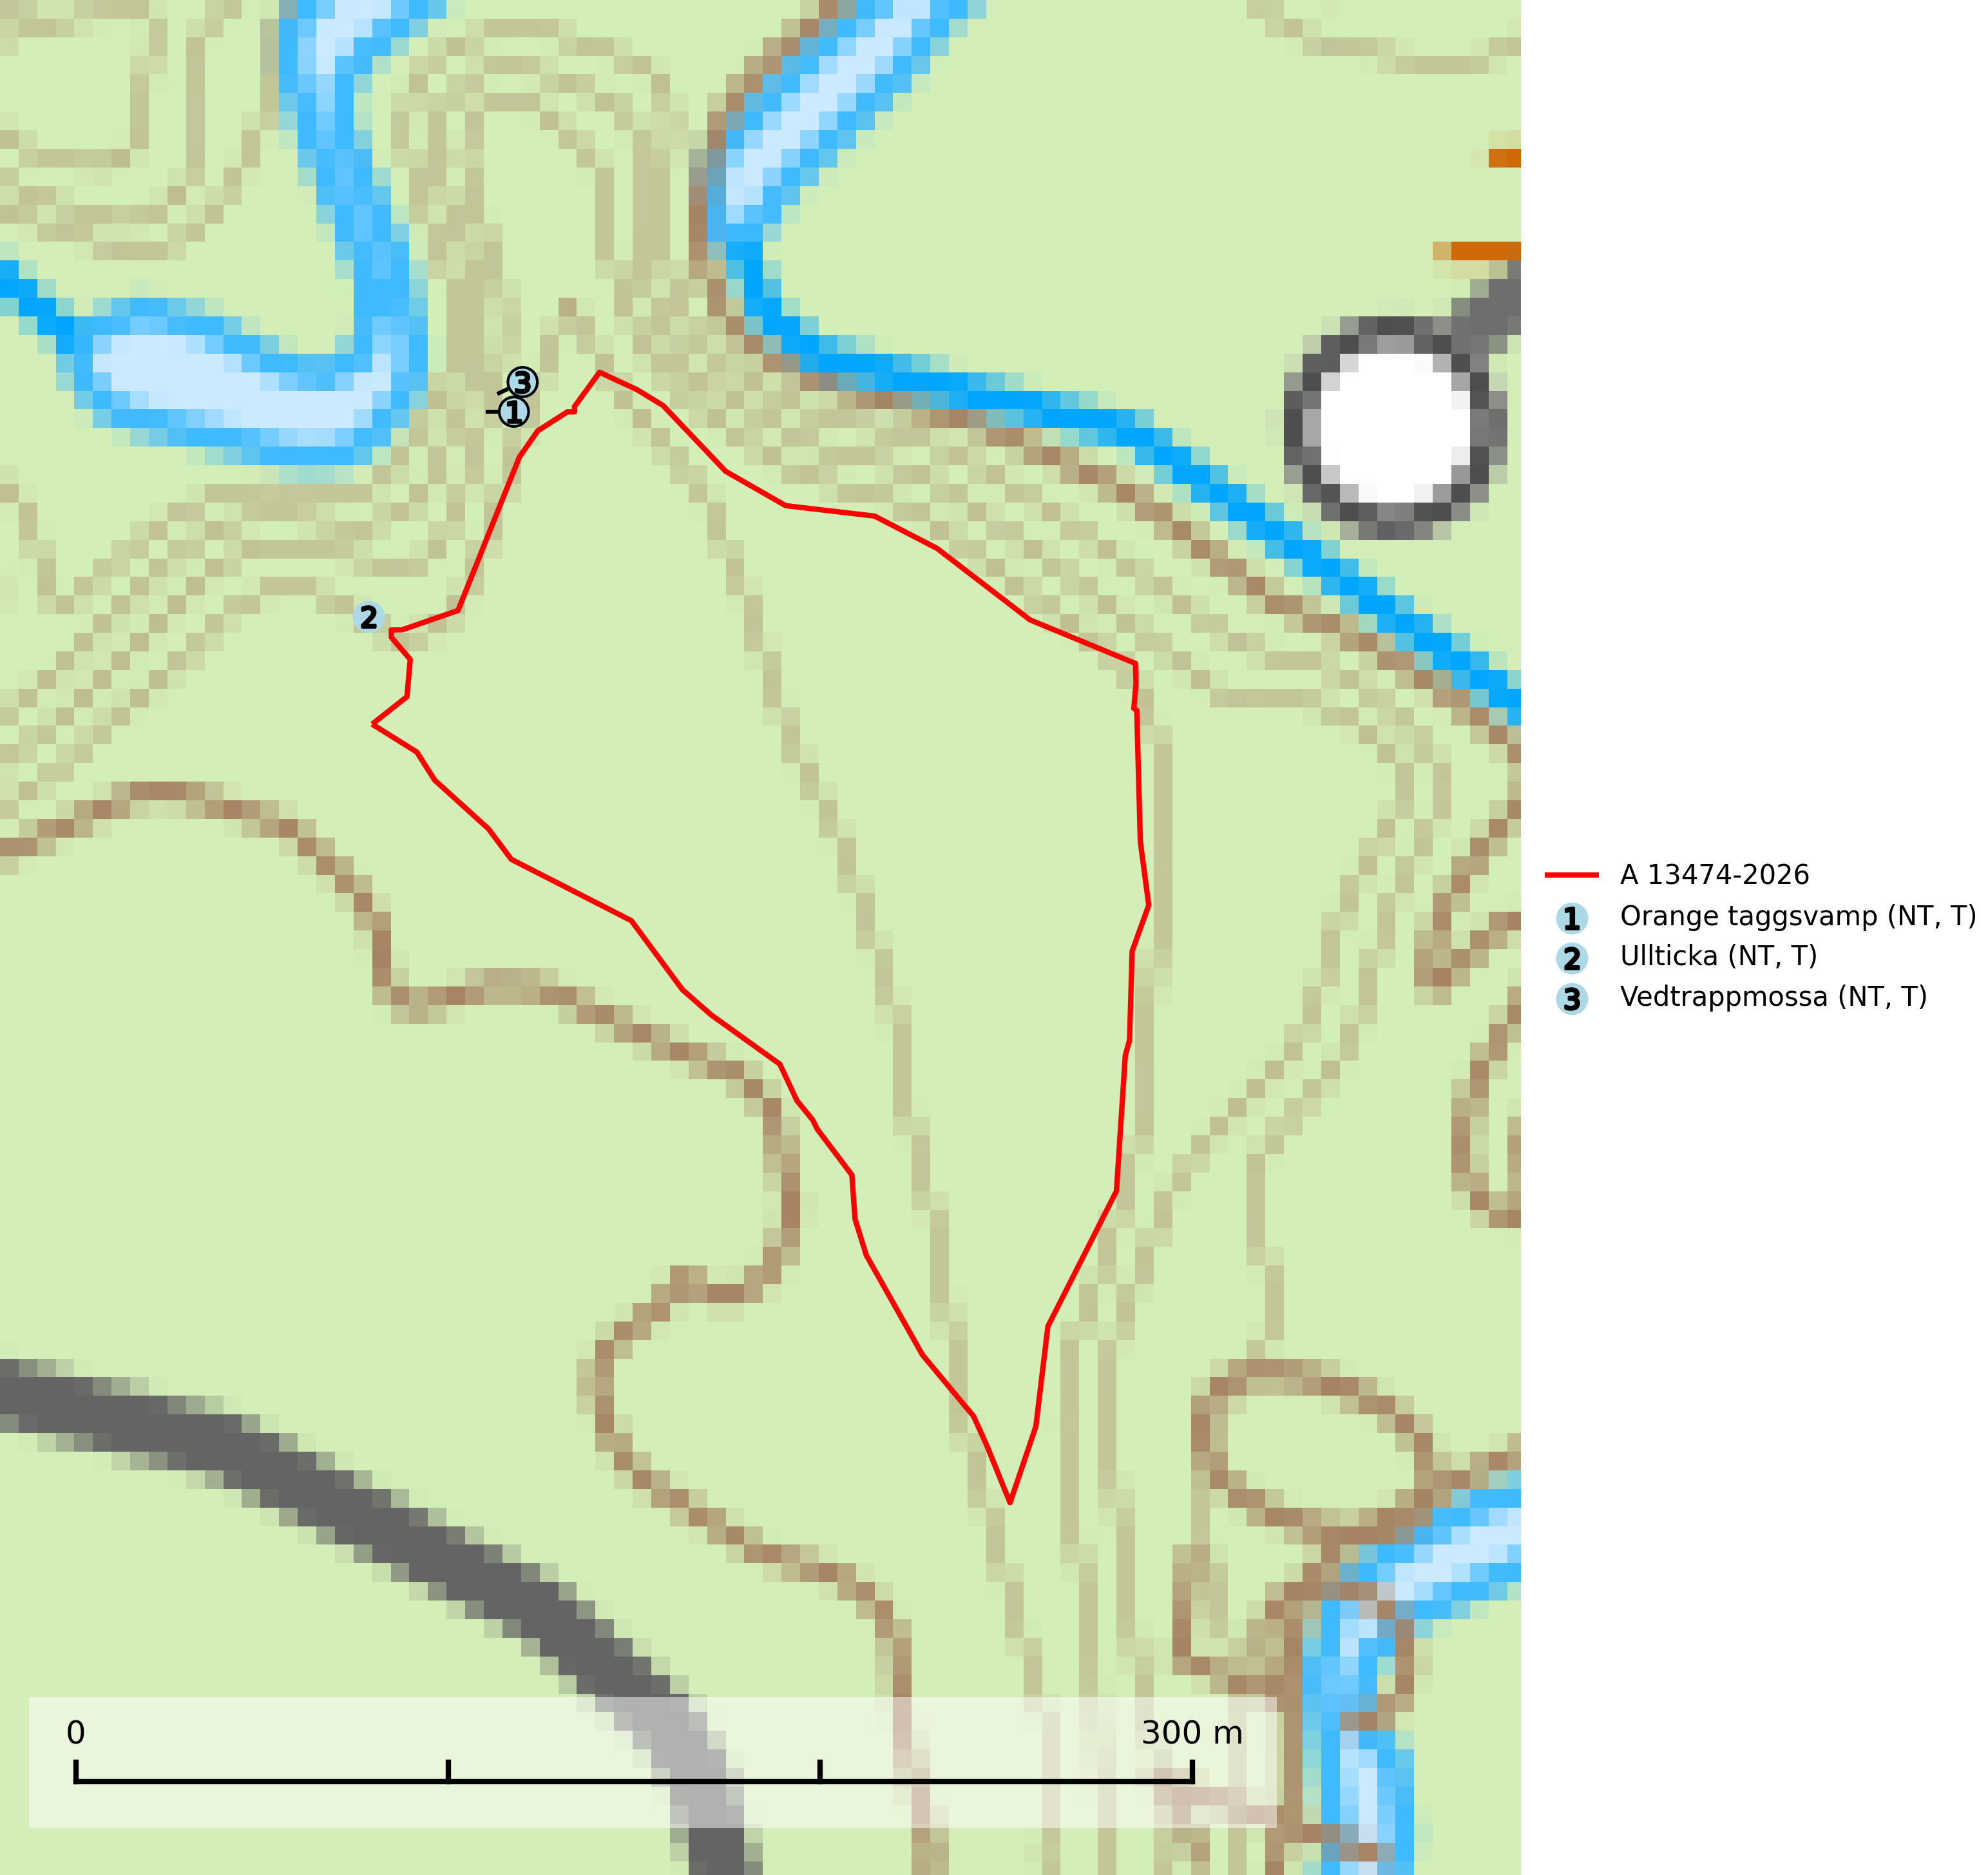 3
1
2
A 13474-2026
1 Orange taggsvamp (NT, T)
2 Ullticka (NT, T)
3 Vedtrappmossa (NT, T)
0 300 m